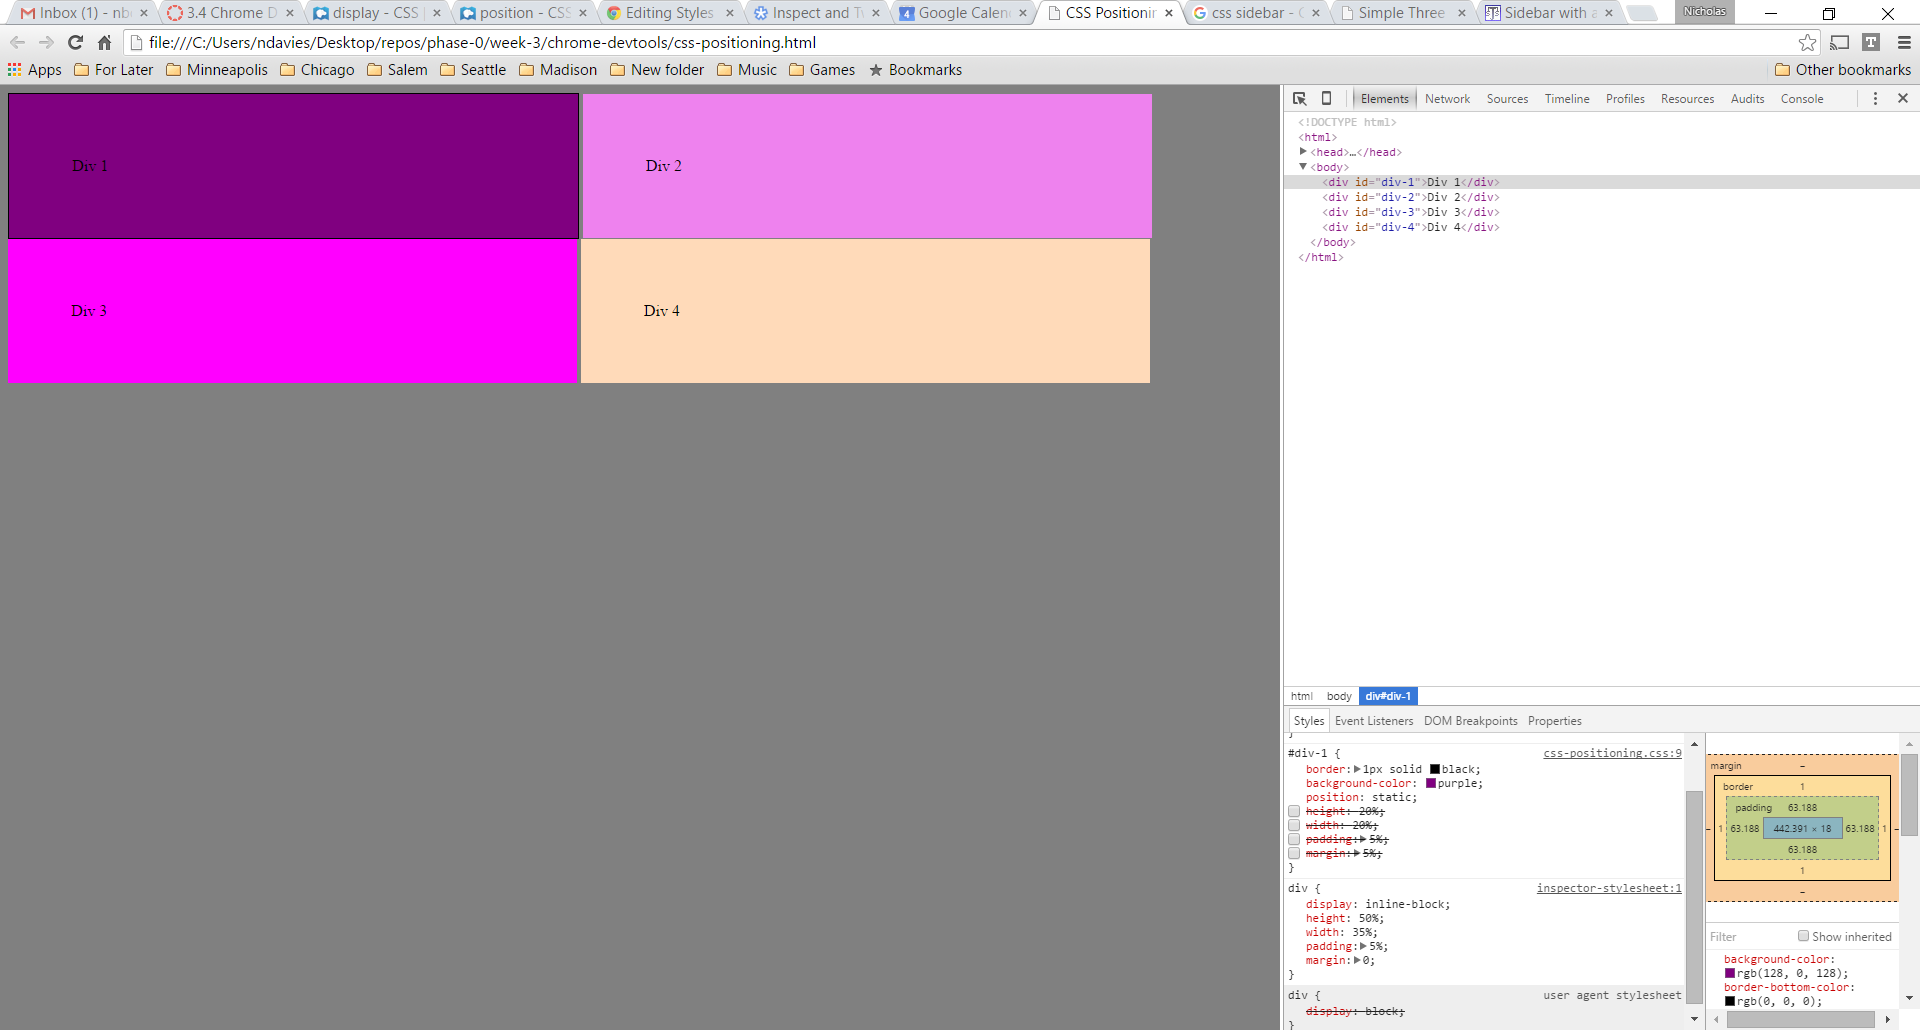 Inbox (1) - nb
3.4 Chrome D
display - CSS
position - CSS
Editing Styles
Inspect and Tw
Google Calen
CSS Positionin
css sidebar - G
Simple Three
Sidebar with a
Nicholas
file:///C:/Users/ndavies/Desktop/repos/phase-0/week-3/chrome-devtools/css-positioning.html
Apps For Later Minneapolis Chicago Salem Seattle Madison New folder Music Games Bookmarks Other bookmarks
Div 1
Div 2
Div 3
Div 4
Elements Network Sources Timeline Profiles Resources Audits Console
<!DOCTYPE html>
<html>
<head>…</head>
<body>
<div id="div-1">Div 1</div>
<div id="div-2">Div 2</div>
<div id="div-3">Div 3</div>
<div id="div-4">Div 4</div>
</body>
</html>
html body div#div-1
Styles Event Listeners DOM Breakpoints Properties
}
#div-1 { css-positioning.css:9
border: 1px solid black;
background-color: purple;
position: static;
height: 20%;
width: 20%;
padding: 5%;
margin: 5%;
}
div { inspector-stylesheet:1
display: inline-block;
height: 50%;
width: 35%;
padding: 5%;
margin: 0;
}
div { user agent stylesheet
display: block;
}
margin –
border 1
padding 63.188
– 1 63.188 442.391 × 18 63.188 1 –
63.188
1
–
Filter Show inherited
background-color:
rgb(128, 0, 128);
border-bottom-color:
rgb(0, 0, 0);